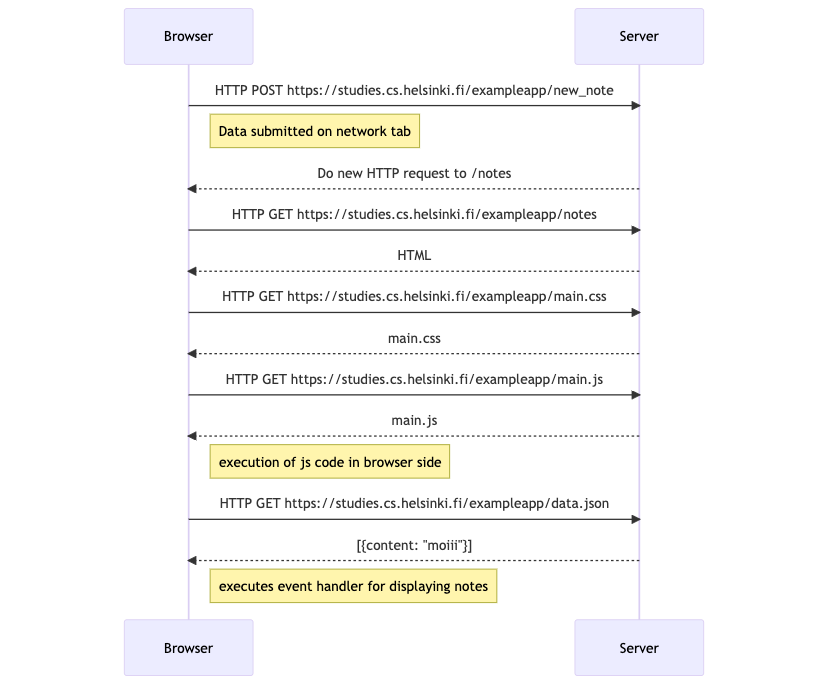 Browser
Server
HTTP POST https://studies.cs.helsinki.fi/exampleapp/new_note
Data submitted on network tab
Do new HTTP request to /notes
HTTP GET https://studies.cs.helsinki.fi/exampleapp/notes
HTML
HTTP GET https://studies.cs.helsinki.fi/exampleapp/main.css
main.css
HTTP GET https://studies.cs.helsinki.fi/exampleapp/main.js
main.js
execution of js code in browser side
HTTP GET https://studies.cs.helsinki.fi/exampleapp/data.json
[{content: "moiii"}]
executes event handler for displaying notes
Browser
Server